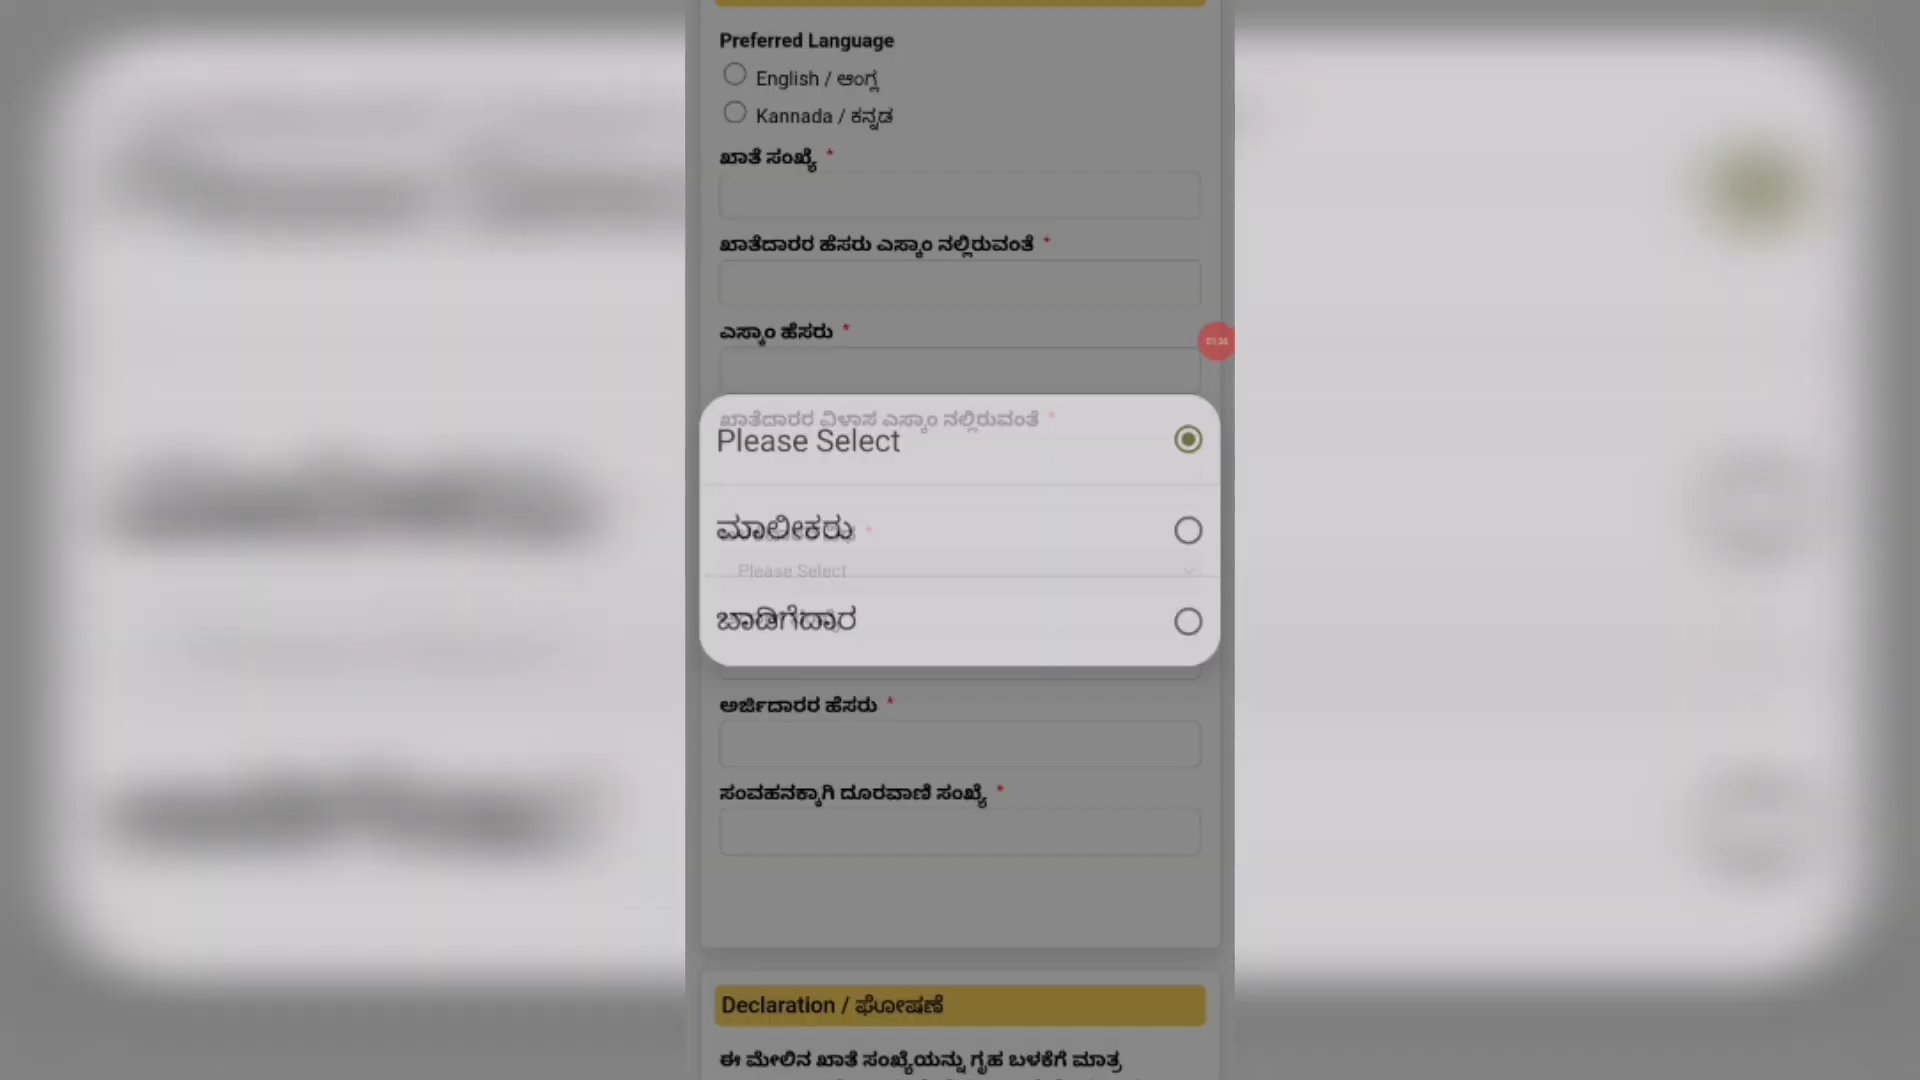 Preferred Language
English / ಆಂಗ್ಲ
Kannada / ಕನ್ನಡ
ಖಾತೆ ಸಂಖ್ಯೆ *
ಖಾತೆದಾರರ ಹೆಸರು ಎಸ್ಕಾಂ ನಲ್ಲಿರುವಂತೆ *
ಎಸ್ಕಾಂ ಹೆಸರು *
ಖಾತೆದಾರರ ವಿಳಾಸ ಎಸ್ಕಾಂ ನಲ್ಲಿರುವಂತೆ *
Please Select
ಮಾಲೀಕರು
Please Select
ಬಾಡಿಗೆದಾರ
ಅರ್ಜಿದಾರರ ಹೆಸರು *
ಸಂವಹನಕ್ಕಾಗಿ ದೂರವಾಣಿ ಸಂಖ್ಯೆ *
Declaration / ಘೋಷಣೆ
ಈ ಮೇಲಿನ ಖಾತೆ ಸಂಖ್ಯೆಯನ್ನು ಗೃಹ ಬಳಕೆಗೆ ಮಾತ್ರ